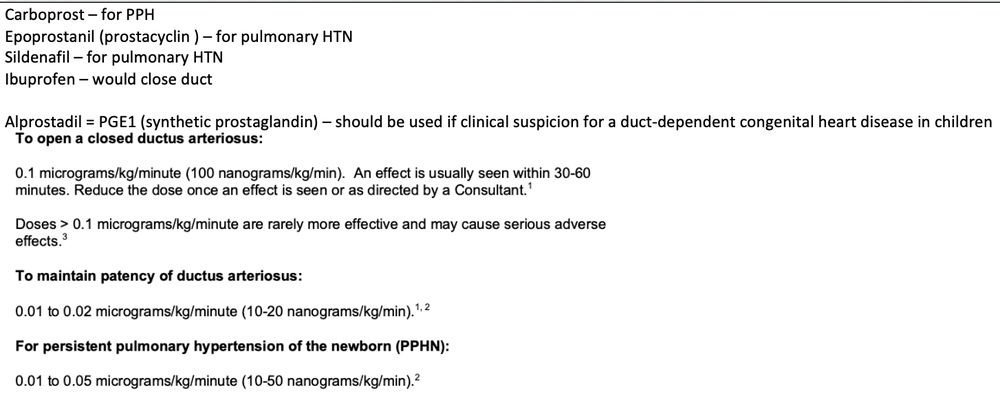 Carboprost – for PPH
Epoprostanil (prostacyclin ) – for pulmonary HTN
Sildenafil – for pulmonary HTN
Ibuprofen – would close duct
Alprostadil = PGE1 (synthetic prostaglandin) – should be used if clinical suspicion for a duct-dependent congenital heart disease in children
To open a closed ductus arteriosus:
0.1 micrograms/kg/minute (100 nanograms/kg/min).  An effect is usually seen within 30-60
minutes. Reduce the dose once an effect is seen or as directed by a Consultant.¹
Doses > 0.1 micrograms/kg/minute are rarely more effective and may cause serious adverse
effects.³
To maintain patency of ductus arteriosus:
0.01 to 0.02 micrograms/kg/minute (10-20 nanograms/kg/min).¹, ²
For persistent pulmonary hypertension of the newborn (PPHN):
0.01 to 0.05 micrograms/kg/minute (10-50 nanograms/kg/min).²